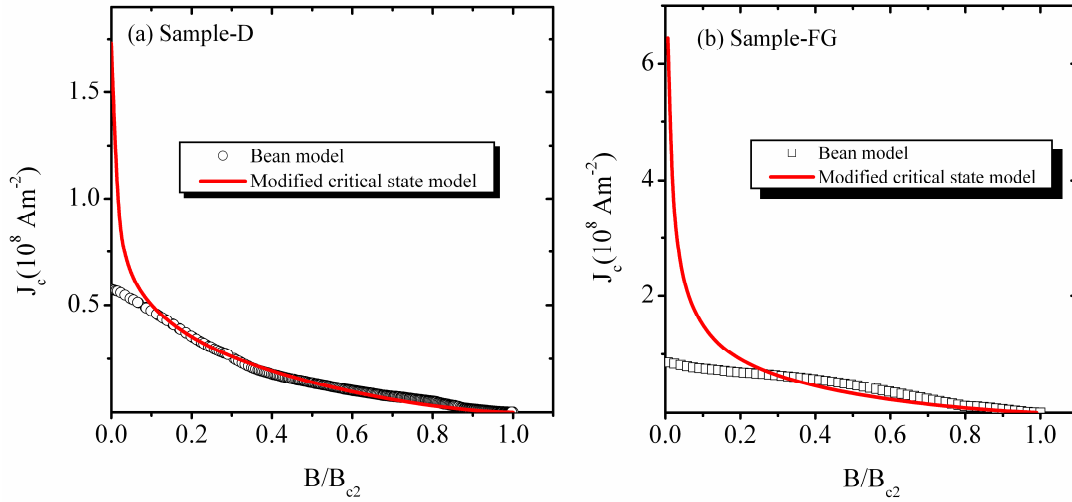 (a) Sample-D
Bean model
Modified critical state model
1.5
1.0
0.5
J_c(10^8 Am^-2)
0.0 0.2 0.4 0.6 0.8 1.0
B/B_c2
(b) Sample-FG
Bean model
Modified critical state model
6
4
2
J_c(10^8 Am^-2)
0.0 0.2 0.4 0.6 0.8 1.0
B/B_c2